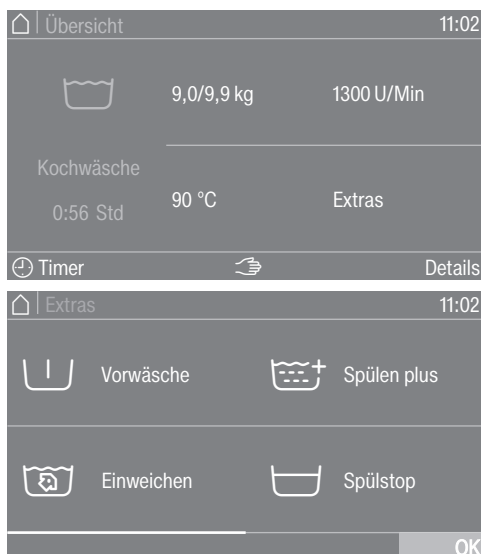 Übersicht 11:02
9,0/9,9 kg 1300 U/Min
Kochwäsche
0:56 Std
90 °C Extras
Timer Details
Extras 11:02
Vorwäsche Spülen plus
Einweichen Spülstop
OK